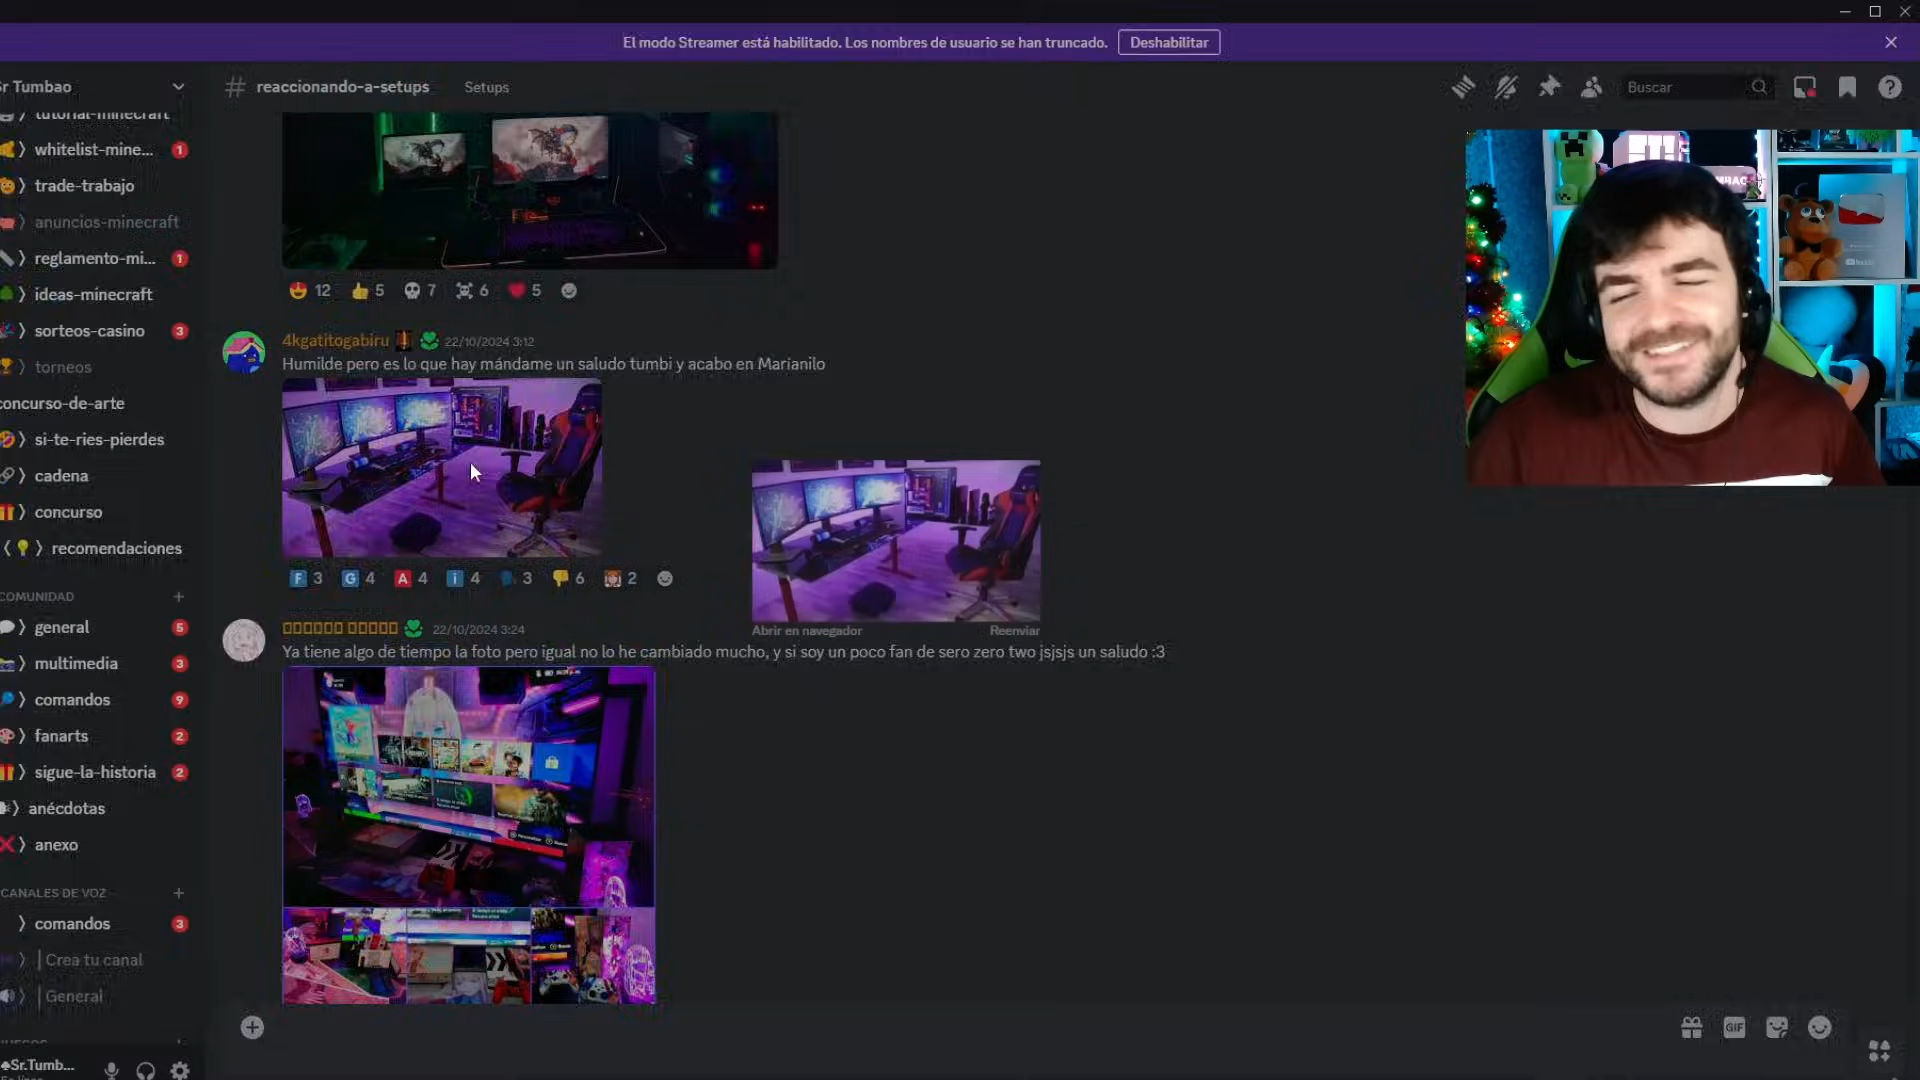 El modo Streamer está habilitado. Los nombres de usuario se han truncado.
Deshabilitar
Sr Tumbao
reaccionando-a-setups
Setups
Buscar
tutorial-minecraft
whitelist-mine... 1
trade-trabajo
anuncios-minecraft
reglamento-mi... 1
ideas-minecraft
sorteos-casino 3
torneos
concurso-de-arte
si-te-ries-pierdes
cadena
concurso
recomendaciones
COMUNIDAD
general 5
multimedia 3
comandos 9
fanarts 2
sigue-la-historia 2
anécdotas
anexo
CANALES DE VOZ
comandos 3
| Crea tu canal
| General
♠Sr.Tumb...
12 5 7 6 5
4kgatitogabiru 22/10/2024 3:12
Humilde pero es lo que hay mándame un saludo tumbi y acabo en Marianilo
F 3 G 4 A 4 i 4 3 6 2
Abrir en navegador
Reenviar
22/10/2024 3:24
Ya tiene algo de tiempo la foto pero igual no lo he cambiado mucho, y si soy un poco fan de sero zero two jsjsjs un saludo :3
GIF